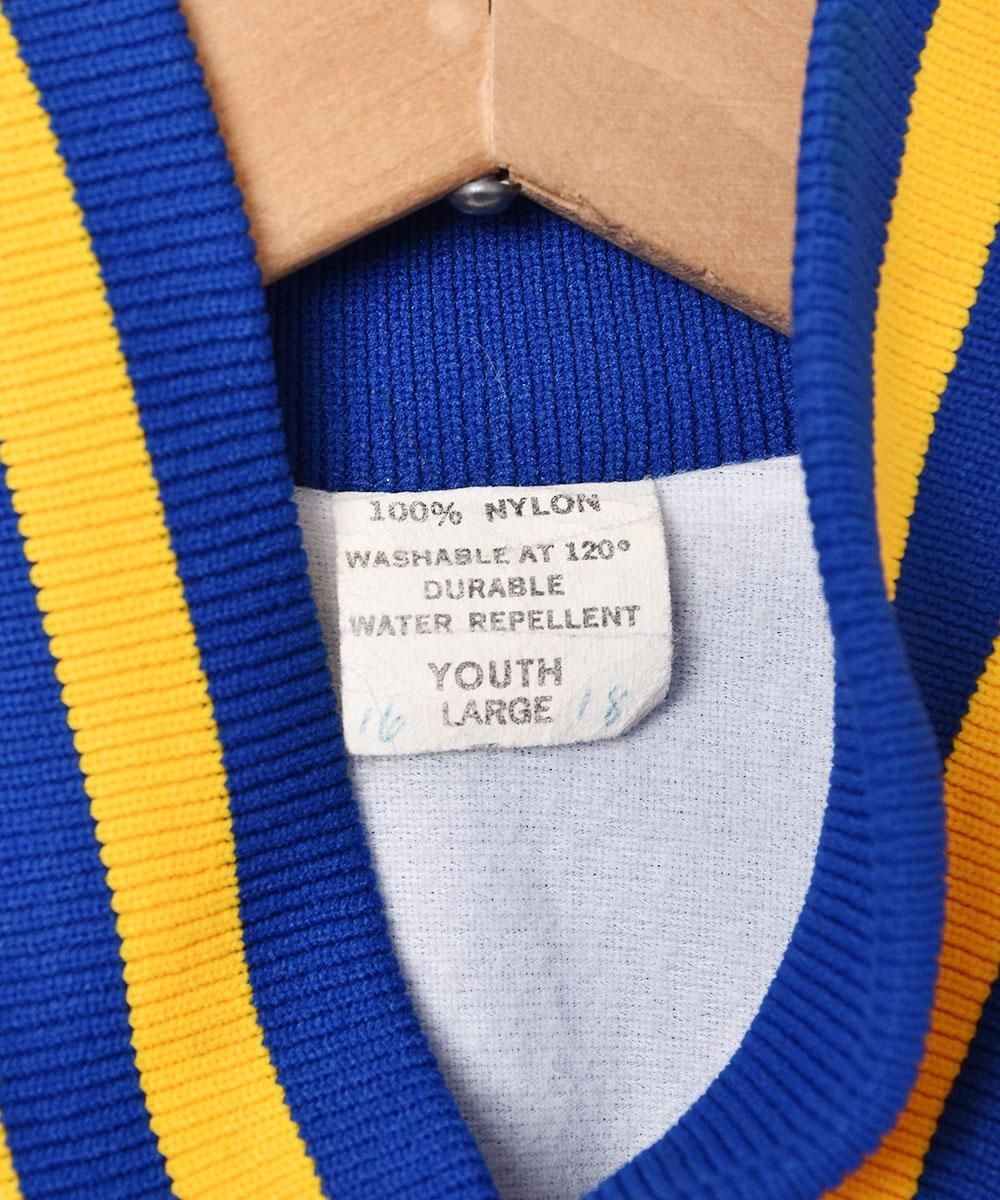 100% NYLON
WASHABLE AT 120°
DURABLE
WATER REPELLENT
YOUTH
16 LARGE 18